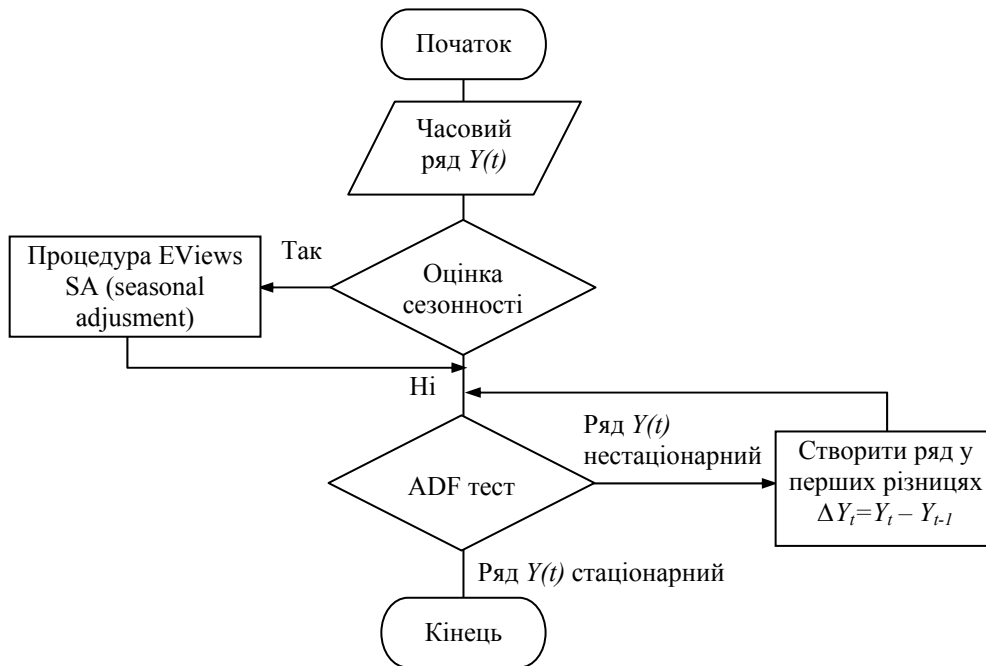 Початок
Часовий
ряд Y(t)
Процедура EViews
SA (seasonal
adjusment)
Так
Оцінка
сезонності
Ні
Ряд Y(t)
нестаціонарний
Створити ряд у
перших різницях
ΔYt=Yt – Yt-1
ADF тест
Ряд Y(t) стаціонарний
Кінець